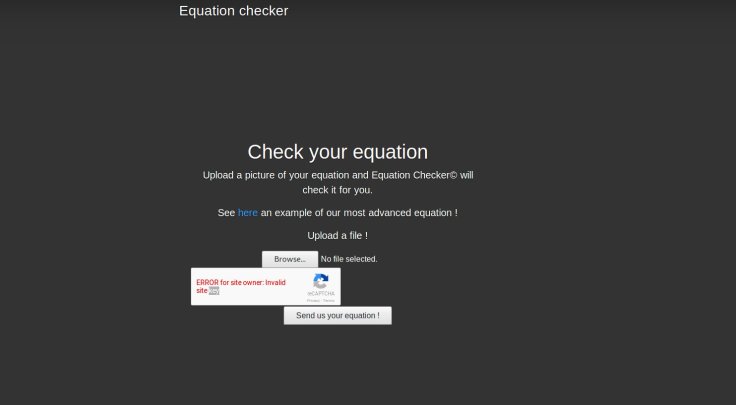 Equation checker
Check your equation
Upload a picture of your equation and Equation Checker© will
check it for you.
See here an example of our most advanced equation !
Upload a file !
Browse... No file selected.
ERROR for site owner: Invalid
site key
reCAPTCHA
Privacy - Terms
Send us your equation !